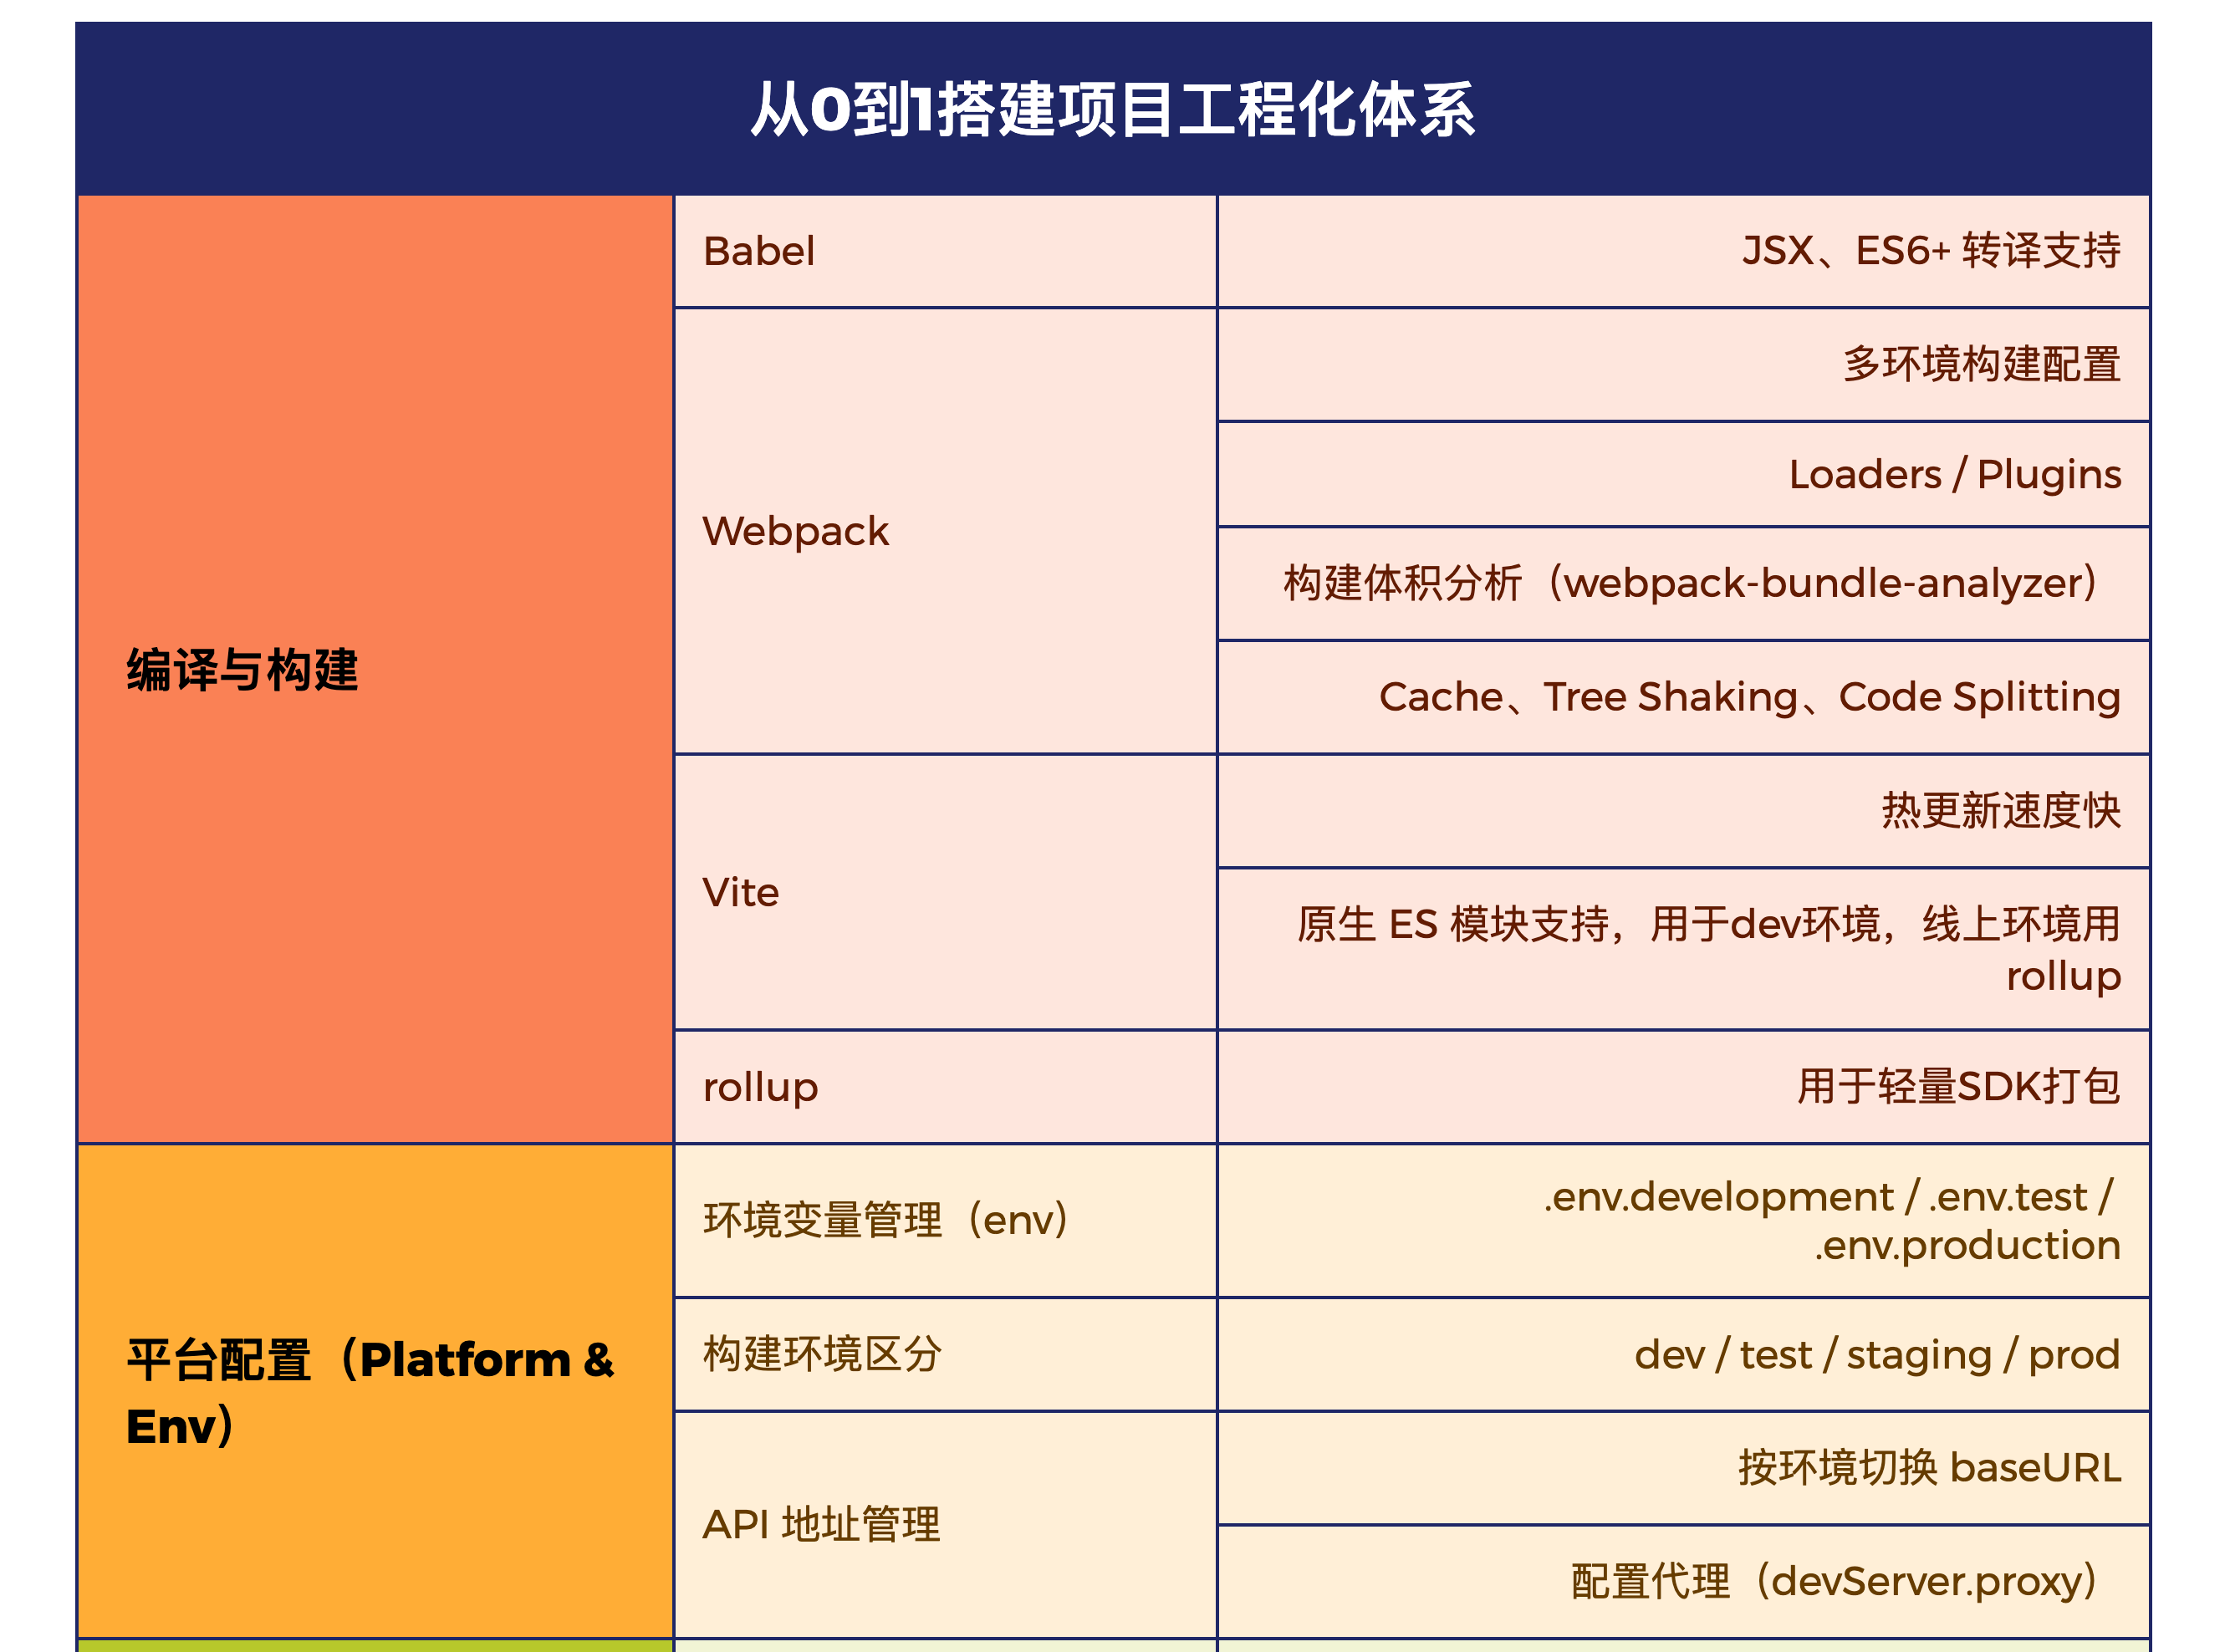 从0到1搭建项目工程化体系
编译与构建
Babel
JSX、ES6+ 转译支持
Webpack
多环境构建配置
Loaders / Plugins
构建体积分析（webpack-bundle-analyzer）
Cache、Tree Shaking、Code Splitting
Vite
热更新速度快
原生 ES 模块支持，用于dev环境，线上环境用
rollup
rollup
用于轻量SDK打包
平台配置（Platform &
Env）
环境变量管理（env）
.env.development / .env.test /
.env.production
构建环境区分
dev / test / staging / prod
API 地址管理
按环境切换 baseURL
配置代理（devServer.proxy）